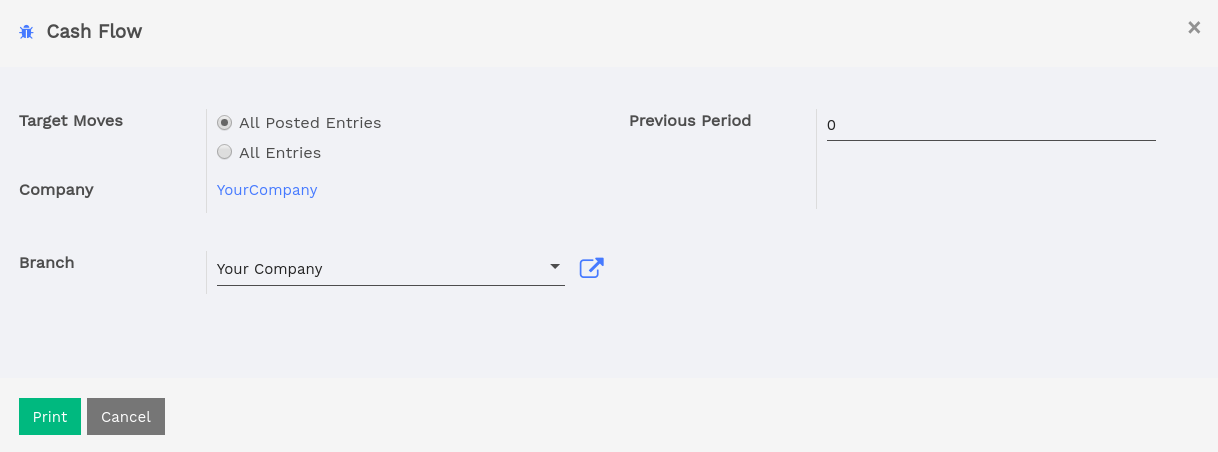 Cash Flow
×
Target Moves
All Posted Entries
All Entries
Previous Period
0
Company
YourCompany
Branch
Your Company
Print
Cancel